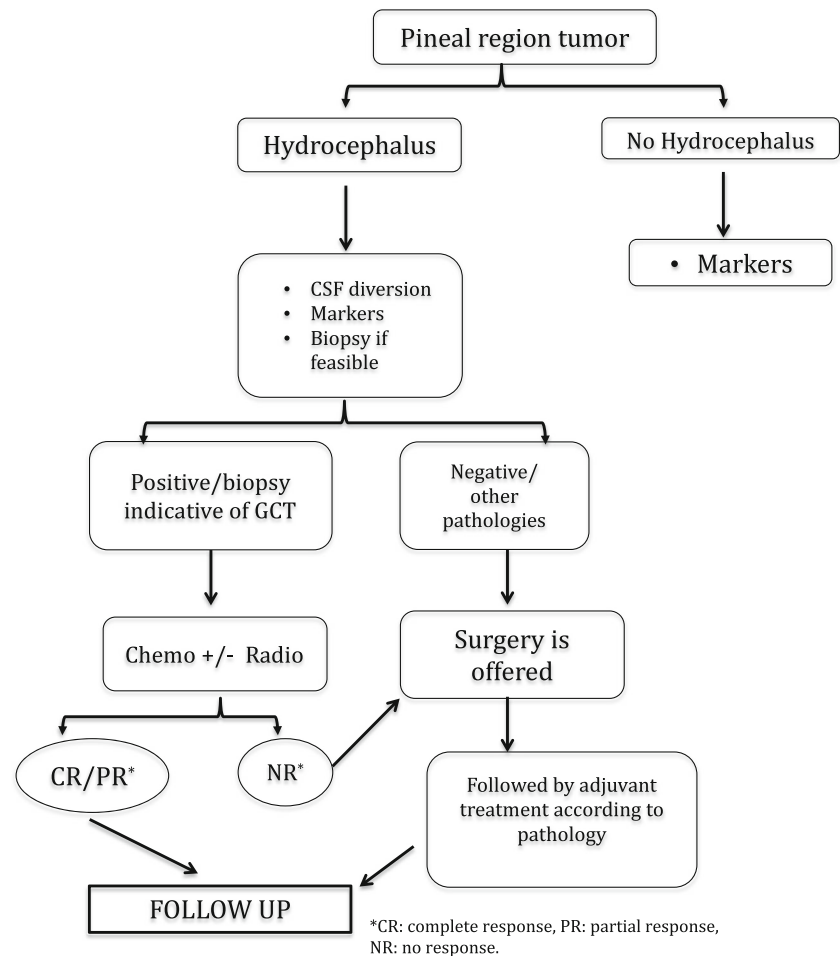 Pineal region tumor
Hydrocephalus
No Hydrocephalus
• CSF diversion
• Markers
• Biopsy if
feasible
• Markers
Positive/biopsy
indicative of GCT
Negative/
other
pathologies
Chemo +/- Radio
Surgery is
offered
CR/PR*
NR*
Followed by adjuvant
treatment according to
pathology
FOLLOW UP
*CR: complete response, PR: partial response,
NR: no response.